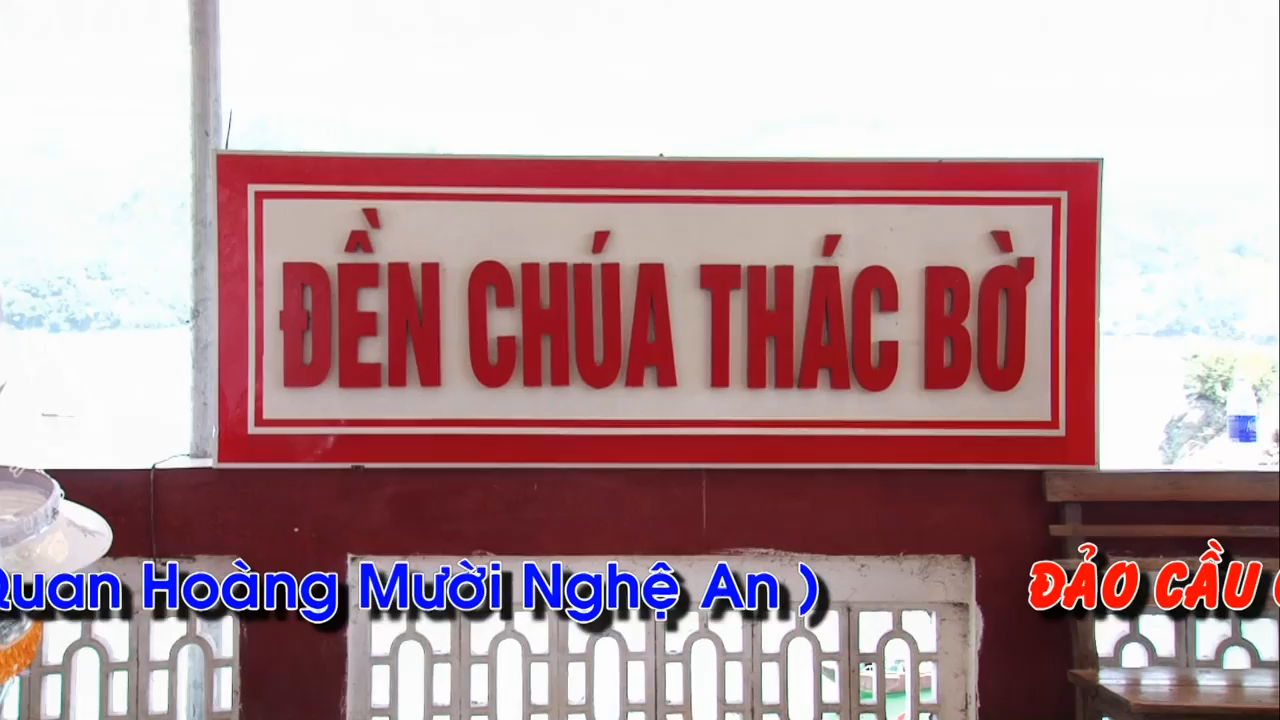 ĐỀN CHÚA THÁC BỜ
Quan Hoàng Mười Nghệ An ) ĐẢO CẦU